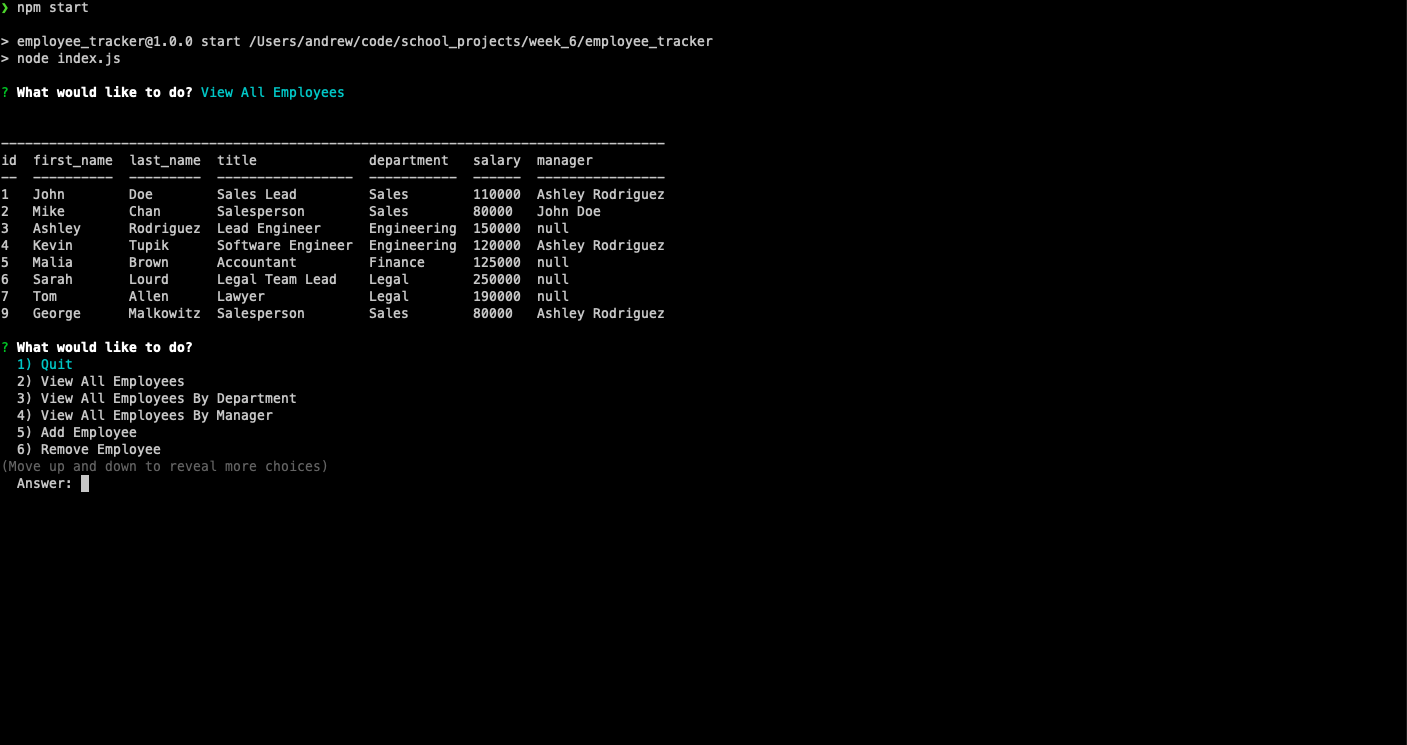 ❯ npm start
> employee_tracker@1.0.0 start /Users/andrew/code/school_projects/week_6/employee_tracker
> node index.js
? What would like to do? View All Employees
id  first_name  last_name  title              department   salary  manager
--  ----------  ---------  -----------------  -----------  ------  ----------------
1   John        Doe        Sales Lead         Sales        110000  Ashley Rodriguez
2   Mike        Chan       Salesperson        Sales        80000   John Doe
3   Ashley      Rodriguez  Lead Engineer      Engineering  150000  null
4   Kevin       Tupik      Software Engineer  Engineering  120000  Ashley Rodriguez
5   Malia       Brown      Accountant         Finance      125000  null
6   Sarah       Lourd      Legal Team Lead    Legal        250000  null
7   Tom         Allen      Lawyer             Legal        190000  null
9   George      Malkowitz  Salesperson        Sales        80000   Ashley Rodriguez
? What would like to do?
  1) Quit
  2) View All Employees
  3) View All Employees By Department
  4) View All Employees By Manager
  5) Add Employee
  6) Remove Employee
(Move up and down to reveal more choices)
  Answer: